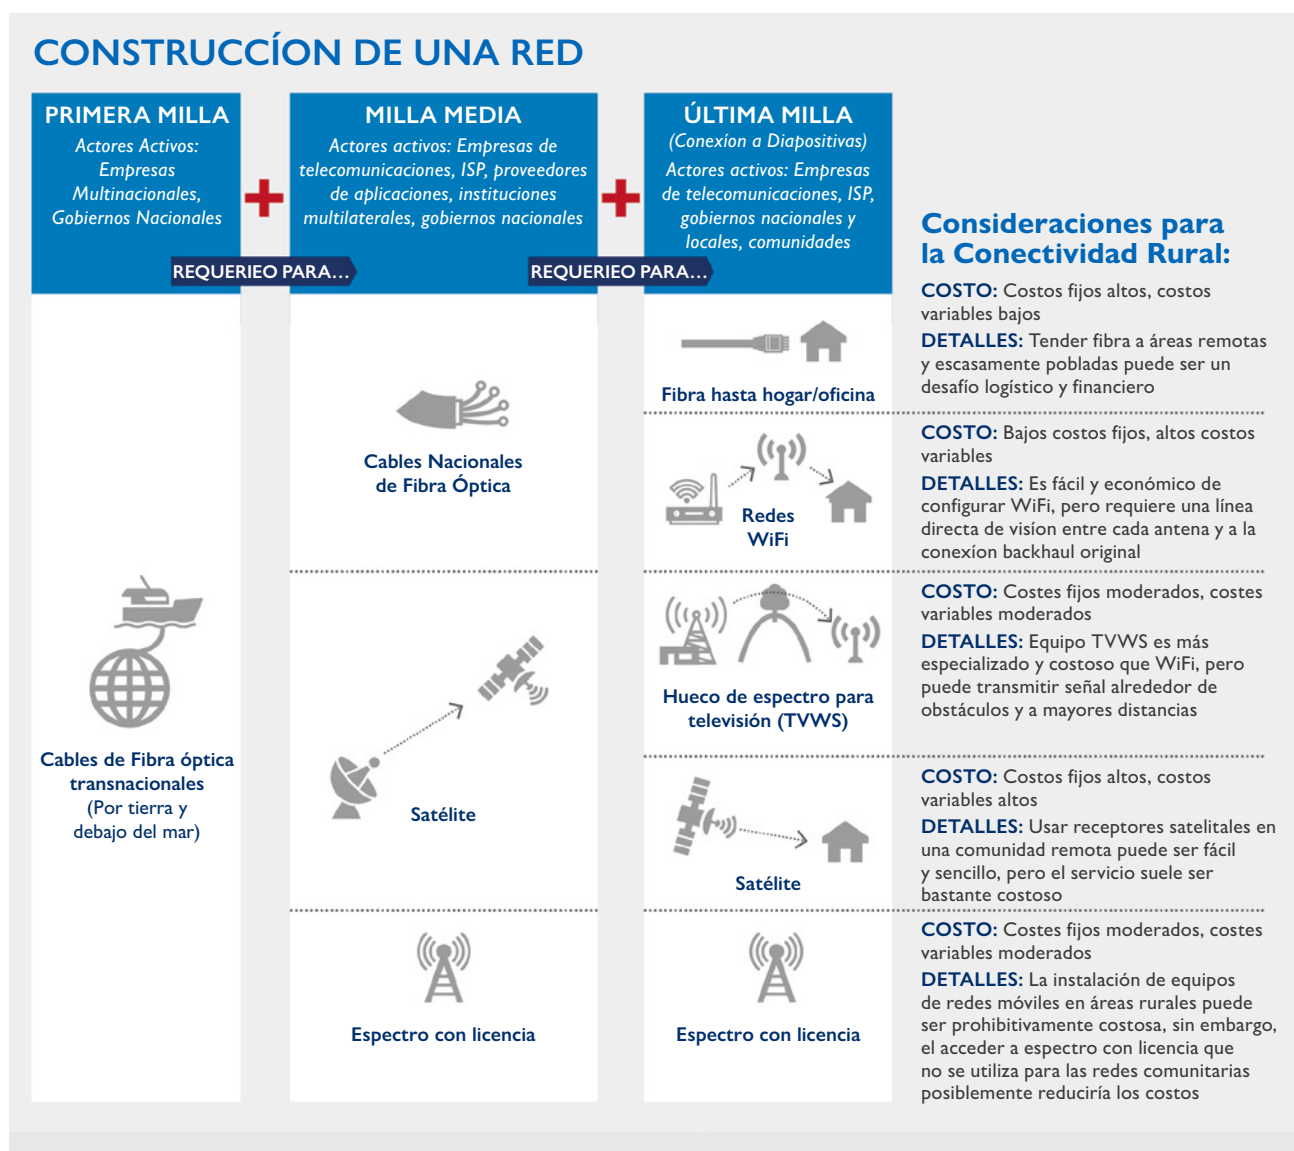 CONSTRUCCÍON DE UNA RED
PRIMERA MILLA
Actores Activos:
Empresas
Multinacionales,
Gobiernos Nacionales
MILLA MEDIA
Actores activos: Empresas de
telecomunicaciones, ISP, proveedores
de aplicaciones, instituciones
multilaterales, gobiernos nacionales
ÚLTIMA MILLA
(Conexíon a Diapositivas)
Actores activos: Empresas
de telecomunicaciones, ISP,
gobiernos nacionales y
locales, comunidades
REQUERIEO PARA…
REQUERIEO PARA…
Cables de Fibra óptica
transnacionales
(Por tierra y
debajo del mar)
Cables Nacionales
de Fibra Óptica
Satélite
Espectro con licencia
Fibra hasta hogar/oficina
Redes
WiFi
Hueco de espectro para
televisión (TVWS)
Satélite
Espectro con licencia
Consideraciones para
la Conectividad Rural:
COSTO: Costos fijos altos, costos
variables bajos
DETALLES: Tender fibra a áreas remotas
y escasamente pobladas puede ser un
desafío logístico y financiero
COSTO: Bajos costos fijos, altos costos
variables
DETALLES: Es fácil y económico de
configurar WiFi, pero requiere una línea
directa de visíon entre cada antena y a la
conexíon backhaul original
COSTO: Costes fijos moderados, costes
variables moderados
DETALLES: Equipo TVWS es más
especializado y costoso que WiFi, pero
puede transmitir señal alrededor de
obstáculos y a mayores distancias
COSTO: Costos fijos altos, costos
variables altos
DETALLES: Usar receptores satelitales en
una comunidad remota puede ser fácil
y sencillo, pero el servicio suele ser
bastante costoso
COSTO: Costes fijos moderados, costes
variables moderados
DETALLES: La instalación de equipos
de redes móviles en áreas rurales puede
ser prohibitivamente costosa, sin embargo,
el acceder a espectro con licencia que
no se utiliza para las redes comunitarias
posiblemente reduciría los costos